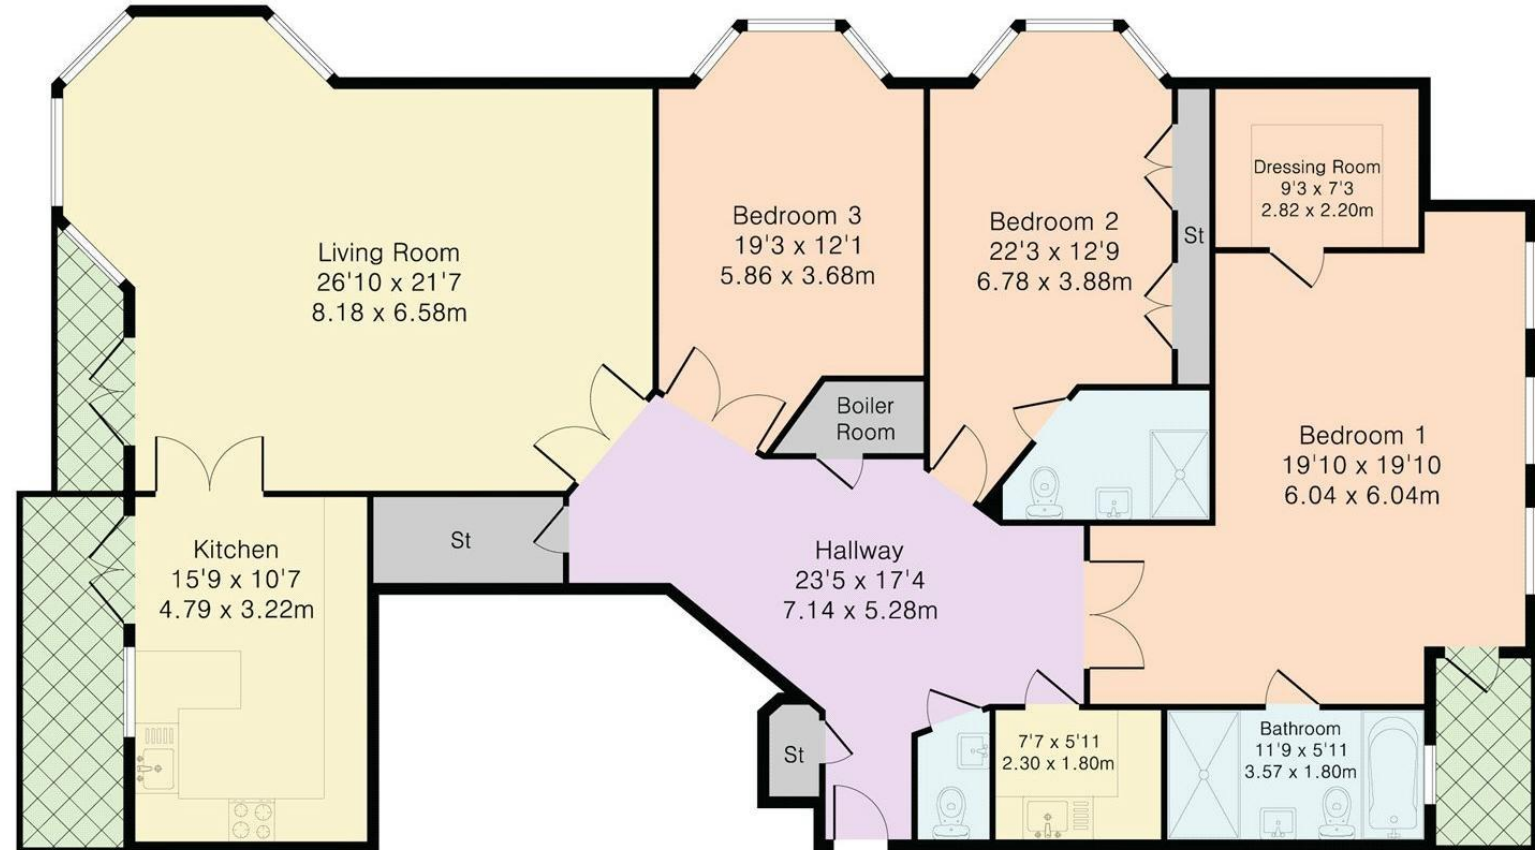 Living Room
26'10 x 21'7
8.18 x 6.58m
Bedroom 3
19'3 x 12'1
5.86 x 3.68m
Bedroom 2
22'3 x 12'9
6.78 x 3.88m
St
Dressing Room
9'3 x 7'3
2.82 x 2.20m
Boiler
Room
Bedroom 1
19'10 x 19'10
6.04 x 6.04m
Kitchen
15'9 x 10'7
4.79 x 3.22m
St
Hallway
23'5 x 17'4
7.14 x 5.28m
St
7'7 x 5'11
2.30 x 1.80m
Bathroom
11'9 x 5'11
3.57 x 1.80m